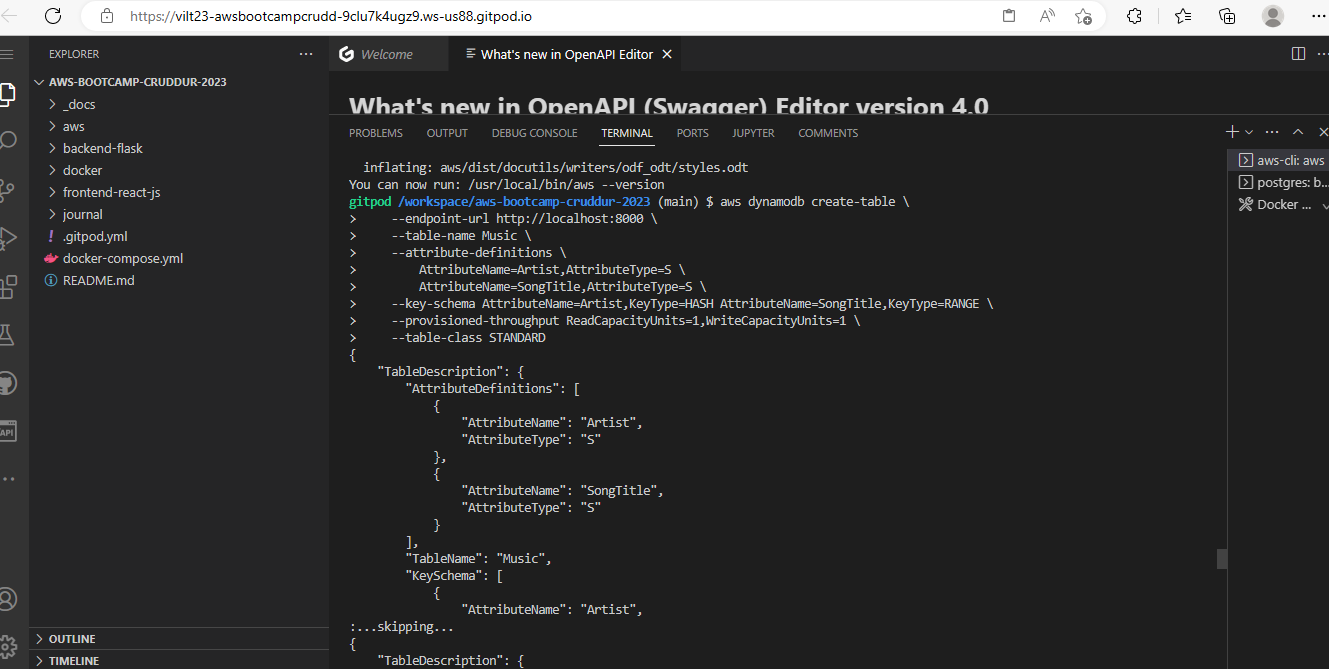 https://vilt23-awsbootcampcrudd-9clu7k4ugz9.ws-us88.gitpod.io
EXPLORER
AWS-BOOTCAMP-CRUDDUR-2023
_docs
aws
backend-flask
docker
frontend-react-js
journal
.gitpod.yml
docker-compose.yml
README.md
OUTLINE
TIMELINE
Welcome
What's new in OpenAPI Editor
What's new in OpenAPI (Swagger) Editor version 4.0
PROBLEMS OUTPUT DEBUG CONSOLE TERMINAL PORTS JUPYTER COMMENTS
inflating: aws/dist/docutils/writers/odf_odt/styles.odt
You can now run: /usr/local/bin/aws --version
gitpod /workspace/aws-bootcamp-cruddur-2023 (main) $ aws dynamodb create-table \
>     --endpoint-url http://localhost:8000 \
>     --table-name Music \
>     --attribute-definitions \
>         AttributeName=Artist,AttributeType=S \
>         AttributeName=SongTitle,AttributeType=S \
>     --key-schema AttributeName=Artist,KeyType=HASH AttributeName=SongTitle,KeyType=RANGE \
>     --provisioned-throughput ReadCapacityUnits=1,WriteCapacityUnits=1 \
>     --table-class STANDARD
{
    "TableDescription": {
        "AttributeDefinitions": [
            {
                "AttributeName": "Artist",
                "AttributeType": "S"
            },
            {
                "AttributeName": "SongTitle",
                "AttributeType": "S"
            }
        ],
        "TableName": "Music",
        "KeySchema": [
            {
                "AttributeName": "Artist",
:...skipping...
{
    "TableDescription": {
aws-cli: aws
postgres: b...
Docker ...
API